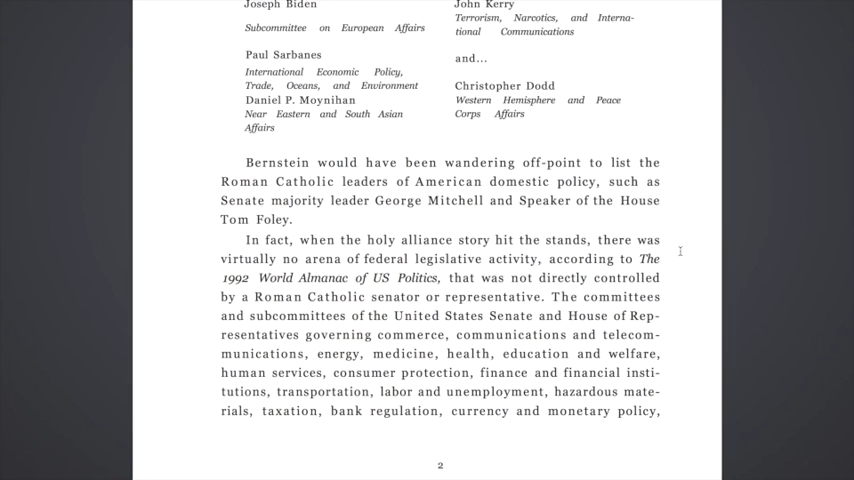 Joseph Biden
Subcommittee on European Affairs
Paul Sarbanes
International Economic Policy,
Trade, Oceans, and Environment
Daniel P. Moynihan
Near Eastern and South Asian
Affairs
John Kerry
Terrorism, Narcotics, and Interna-
tional Communications
and...
Christopher Dodd
Western Hemisphere and Peace
Corps Affairs
Bernstein would have been wandering off-point to list the
Roman Catholic leaders of American domestic policy, such as
Senate majority leader George Mitchell and Speaker of the House
Tom Foley.
In fact, when the holy alliance story hit the stands, there was
virtually no arena of federal legislative activity, according to The
1992 World Almanac of US Politics, that was not directly controlled
by a Roman Catholic senator or representative. The committees
and subcommittees of the United States Senate and House of Rep-
resentatives governing commerce, communications and telecom-
munications, energy, medicine, health, education and welfare,
human services, consumer protection, finance and financial insti-
tutions, transportation, labor and unemployment, hazardous mate-
rials, taxation, bank regulation, currency and monetary policy,
2